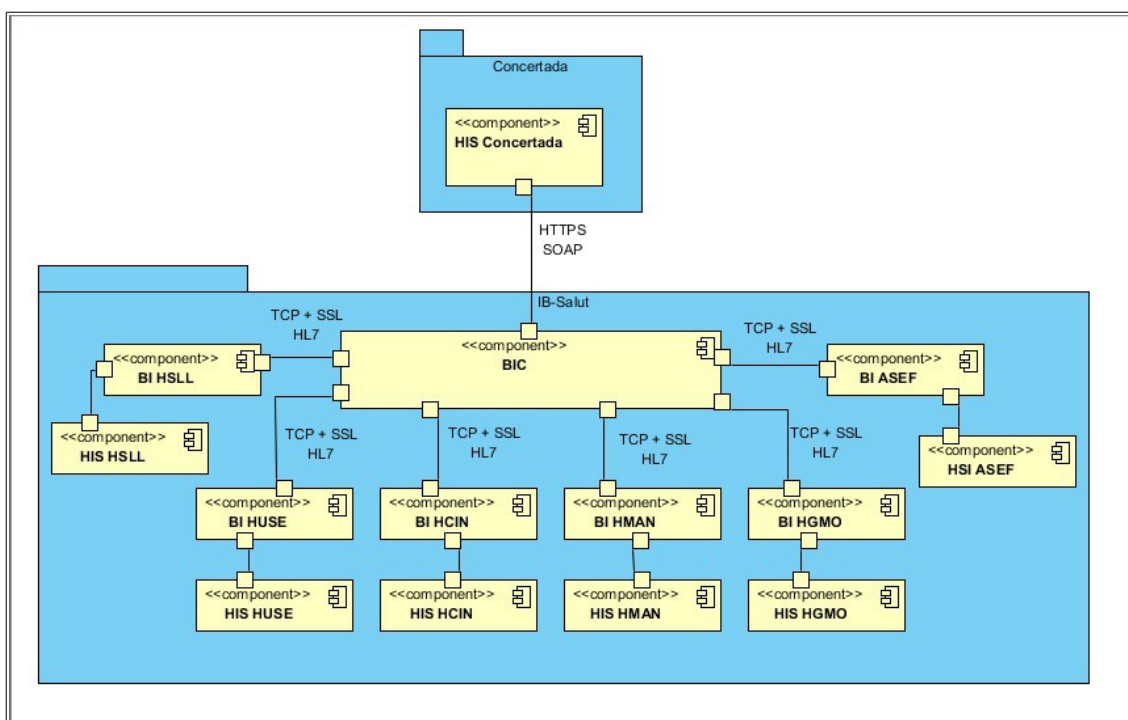 Concertada
<<component>>
HIS Concertada
HTTPS
SOAP
IB-Salut
TCP + SSL
HL7
<<component>>
BIC
TCP + SSL
HL7
<<component>>
BI HSLL
<<component>>
BI ASEF
<<component>>
HIS HSLL
TCP + SSL
HL7
TCP + SSL
HL7
TCP + SSL
HL7
TCP + SSL
HL7
<<component>>
HSI ASEF
<<component>>
BI HUSE
<<component>>
BI HCIN
<<component>>
BI HMAN
<<component>>
BI HGMO
<<component>>
HIS HUSE
<<component>>
HIS HCIN
<<component>>
HIS HMAN
<<component>>
HIS HGMO